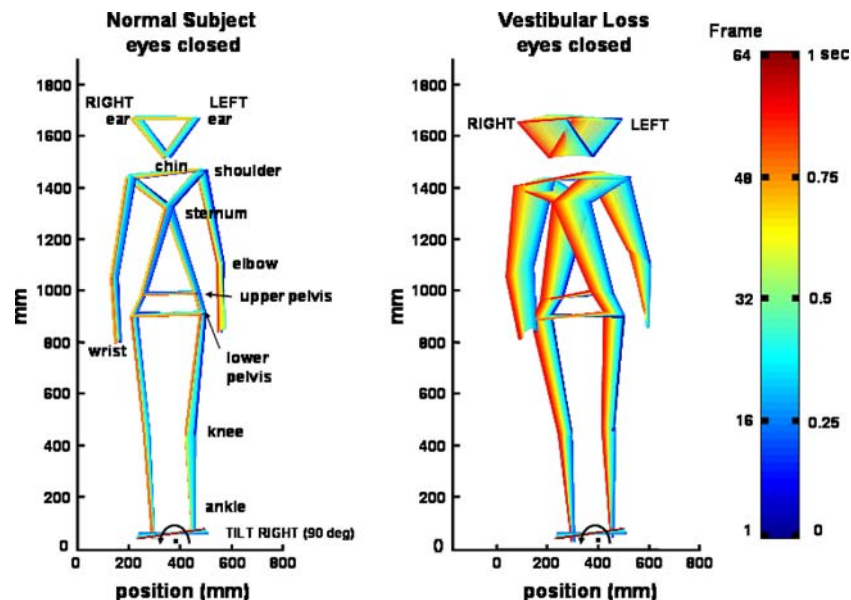 Normal Subject
eyes closed
Vestibular Loss
eyes closed
Frame
64
1 sec
48
0.75
32
0.5
16
0.25
1
0
mm
1800
1600
1400
1200
1000
800
600
400
200
0
RIGHT
ear
LEFT
ear
chin
shoulder
sternum
elbow
upper pelvis
wrist
lower
pelvis
knee
ankle
TILT RIGHT (90 deg)
0
200
400
600
800
position (mm)
mm
1800
1600
1400
1200
1000
800
600
400
200
0
RIGHT
LEFT
0
200
400
600
800
position (mm)